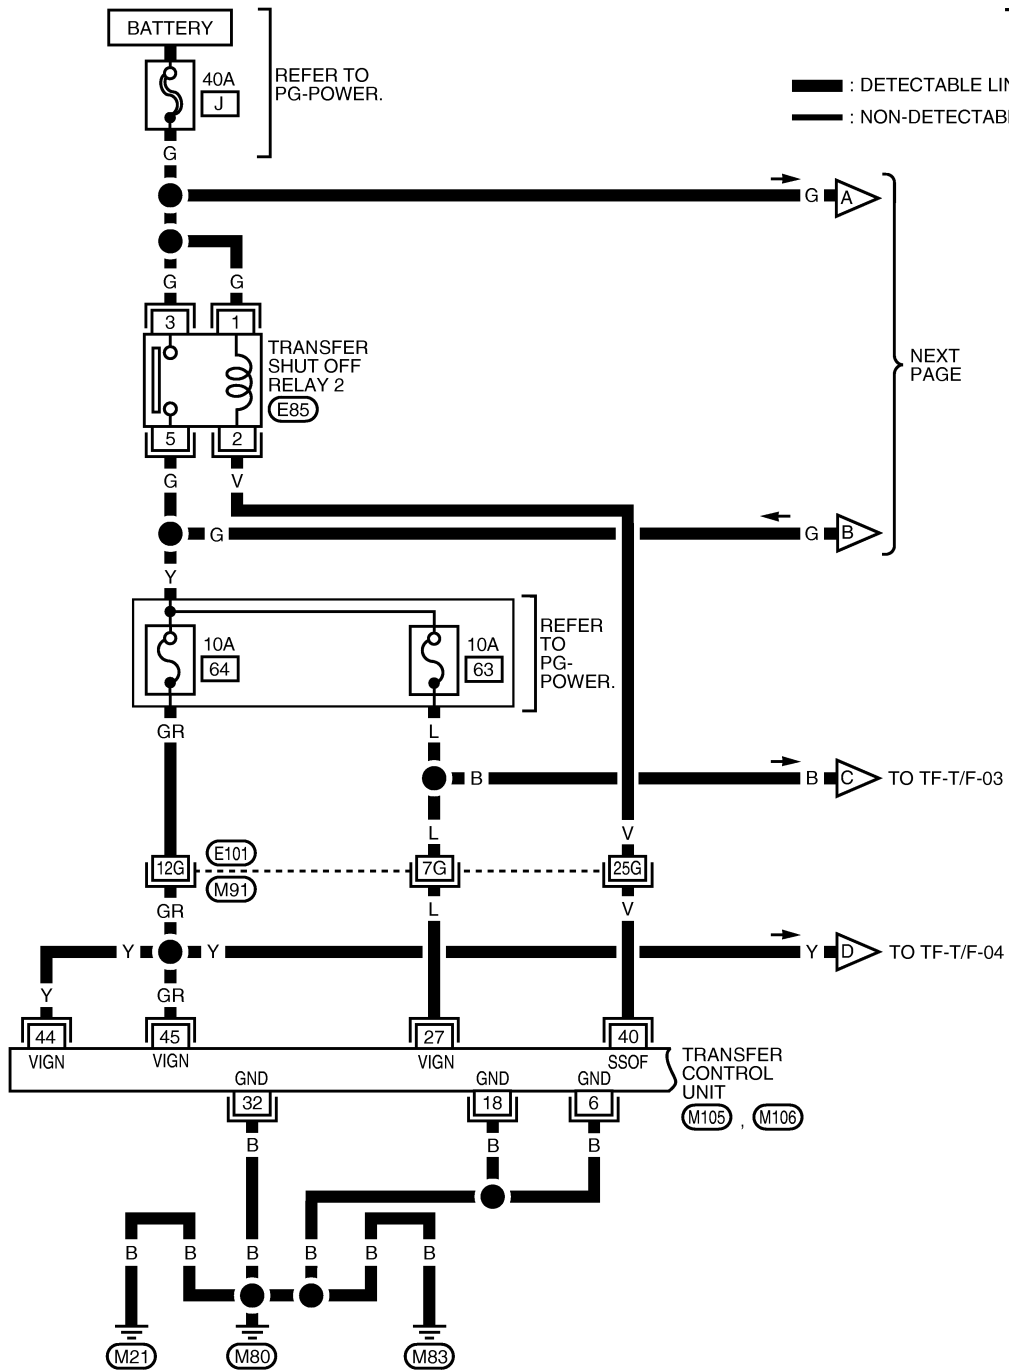 BATTERY
40A
J
REFER TO
PG-POWER.
: DETECTABLE LIN
: NON-DETECTABL
G
G
A
G
G
3
1
TRANSFER
SHUT OFF
RELAY 2
E85
NEXT
PAGE
5
2
G
V
G
G
B
Y
REFER
TO
PG-
POWER.
10A
64
10A
63
GR
L
B
B
C
TO TF-T/F-03
L
V
12G
E101
M91
7G
25G
GR
L
V
Y
Y
Y
D
TO TF-T/F-04
Y
GR
44
45
27
40
VIGN
VIGN
VIGN
SSOF
TRANSFER
CONTROL
UNIT
M105 , M106
GND
GND
GND
32
18
6
B
B
B
B
B
B
B
B
B
M21
M80
M83